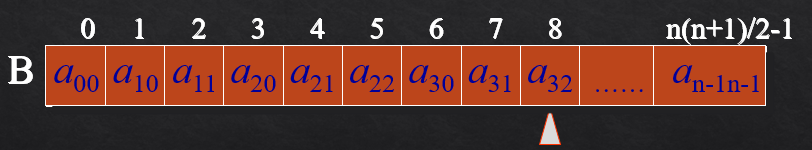 0 1 2 3 4 5 6 7 8 n(n+1)/2-1
B a00 a10 a11 a20 a21 a22 a30 a31 a32 ...... an-1n-1